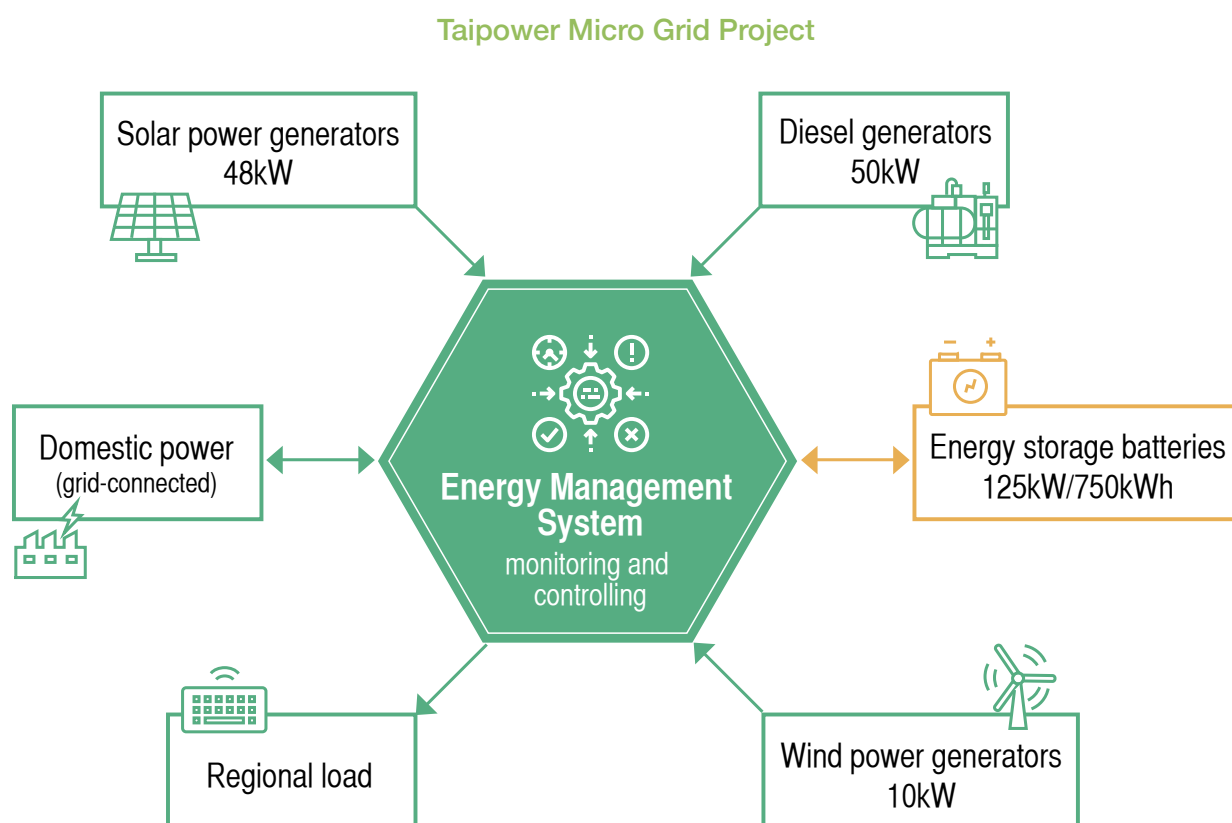 Taipower Micro Grid Project
Solar power generators
48kW
Diesel generators
50kW
Domestic power
(grid-connected)
Energy Management
System
monitoring and
controlling
Energy storage batteries
125kW/750kWh
Regional load
Wind power generators
10kW